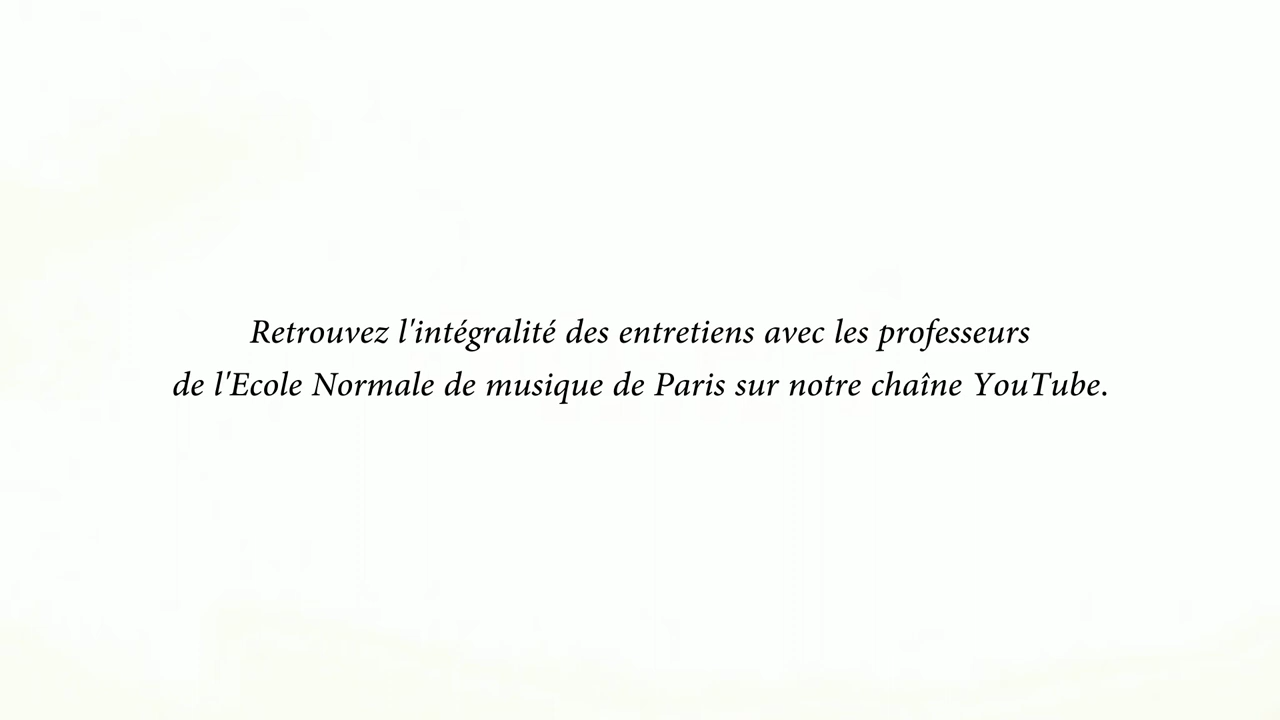 Retrouvez l'intégralité des entretiens avec les professeurs
de l'Ecole Normale de musique de Paris sur notre chaîne YouTube.